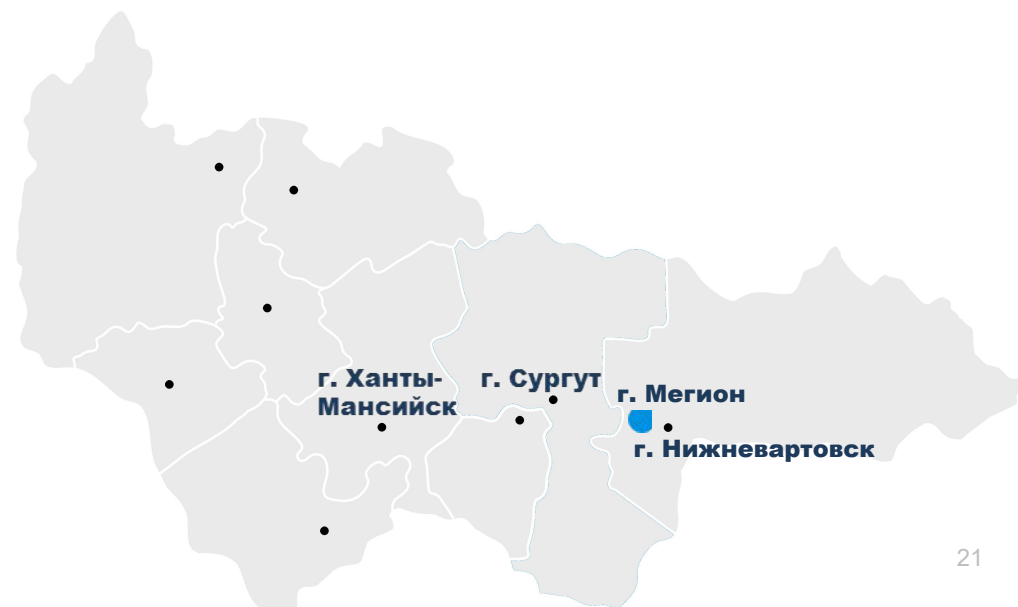 г. Ханты-
Мансийск
г. Сургут
г. Мегион
г. Нижневартовск
21